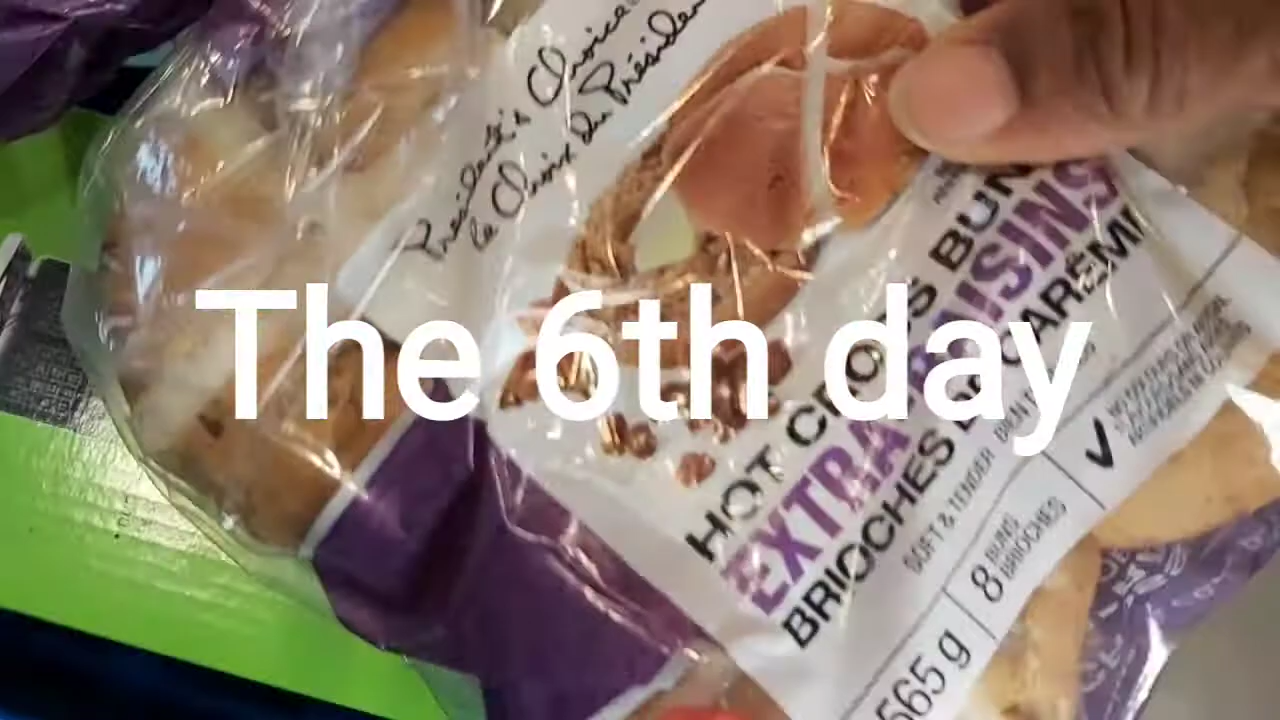 President's Choice
Le Choix du Président
The 6th day
HOT CROSS BUNS
EXTRA RAISINS
BRIOCHES DU CARÊME
SOFT & TENDER BIEN
8 BUNS
BRIOCHES
565 g